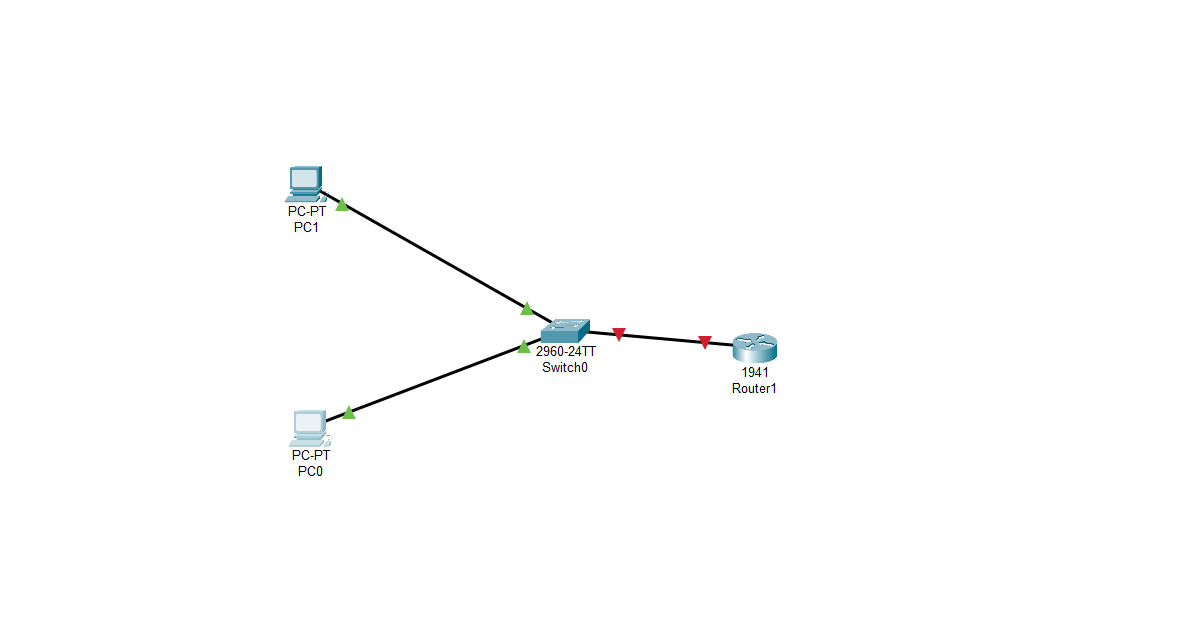 PC-PT
PC1
2960-24TT
Switch0
1941
Router1
PC-PT
PC0